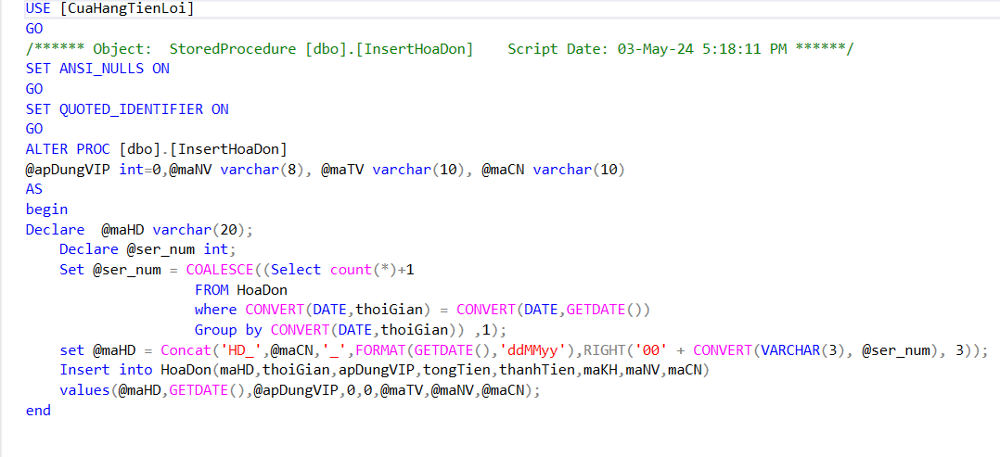 USE [CuaHangTienLoi]
GO
/****** Object:  StoredProcedure [dbo].[InsertHoaDon]    Script Date: 03-May-24 5:18:11 PM ******/
SET ANSI_NULLS ON
GO
SET QUOTED_IDENTIFIER ON
GO
ALTER PROC [dbo].[InsertHoaDon]
@apDungVIP int=0,@maNV varchar(8), @maTV varchar(10), @maCN varchar(10)
AS
begin
Declare  @maHD varchar(20);
    Declare @ser_num int;
    Set @ser_num = COALESCE((Select count(*)+1
                    FROM HoaDon
                    where CONVERT(DATE,thoiGian) = CONVERT(DATE,GETDATE())
                    Group by CONVERT(DATE,thoiGian)) ,1);
    set @maHD = Concat('HD_',@maCN,'_',FORMAT(GETDATE(),'ddMMyy'),RIGHT('00' + CONVERT(VARCHAR(3), @ser_num), 3));
    Insert into HoaDon(maHD,thoiGian,apDungVIP,tongTien,thanhTien,maKH,maNV,maCN)
    values(@maHD,GETDATE(),@apDungVIP,0,0,@maTV,@maNV,@maCN);
end